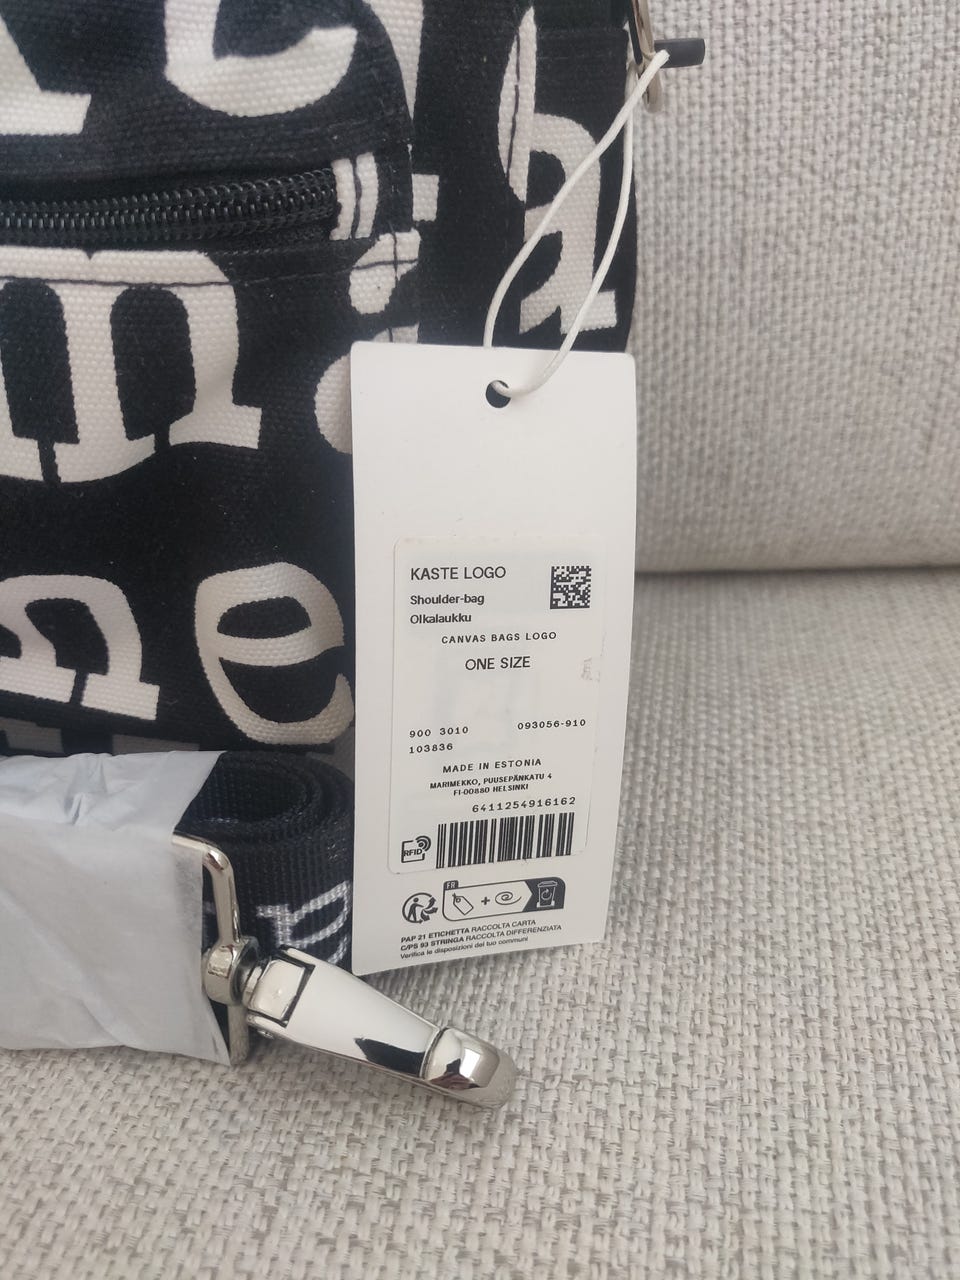 KASTE LOGO
Shoulder-bag
Olkalaukku
CANVAS BAGS LOGO
ONE SIZE
900 3010 093056-910
103836
MADE IN ESTONIA
MARIMEKKO, PUUSEPÄNKATU 4
FI-00880 HELSINKI
6411254916162
RFID
FR
+
PAP 21 ETICHETTA RACCOLTA CARTA
C/PS 93 STRINGA RACCOLTA DIFFERENZIATA
Verifica le disposizioni del tuo comuni